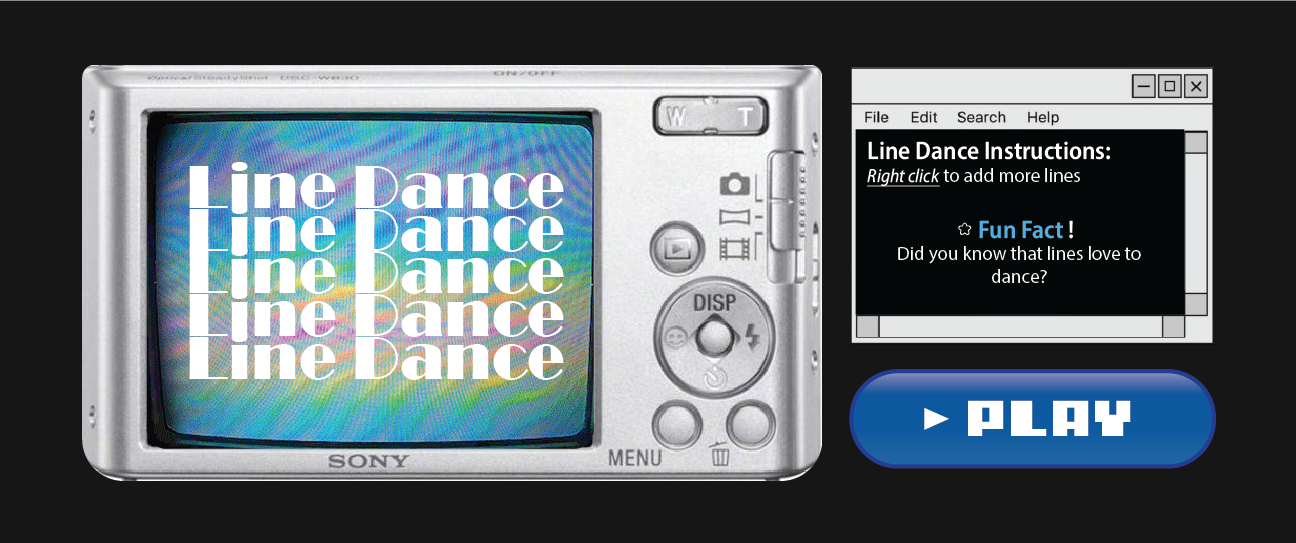 Optical SteadyShot DSC-W630
ON/OFF
W T
Line Dance
Line Dance
Line Dance
Line Dance
Line Dance
DISP
SONY
MENU
File Edit Search Help
Line Dance Instructions:
Right click to add more lines
Fun Fact !
Did you know that lines love to
dance?
PLAY